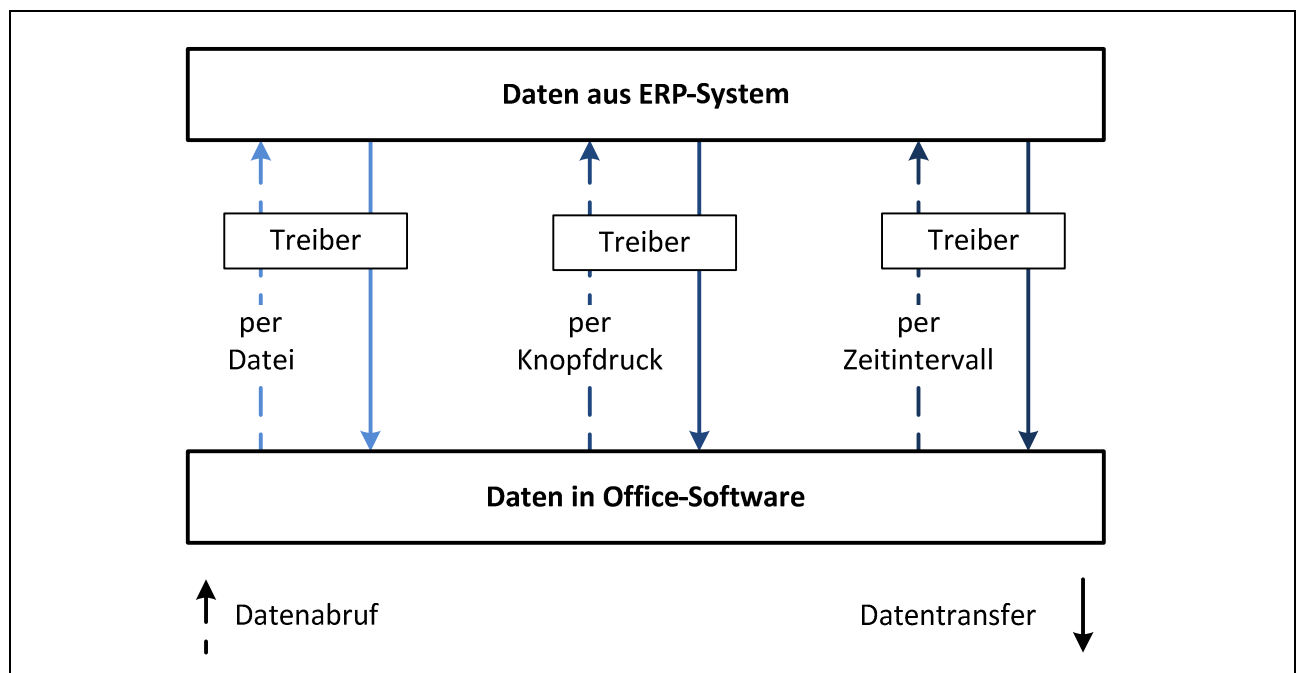 Daten aus ERP-System
Treiber
Treiber
Treiber
per
Datei
per
Knopfdruck
per
Zeitintervall
Daten in Office-Software
Datenabruf
Datentransfer